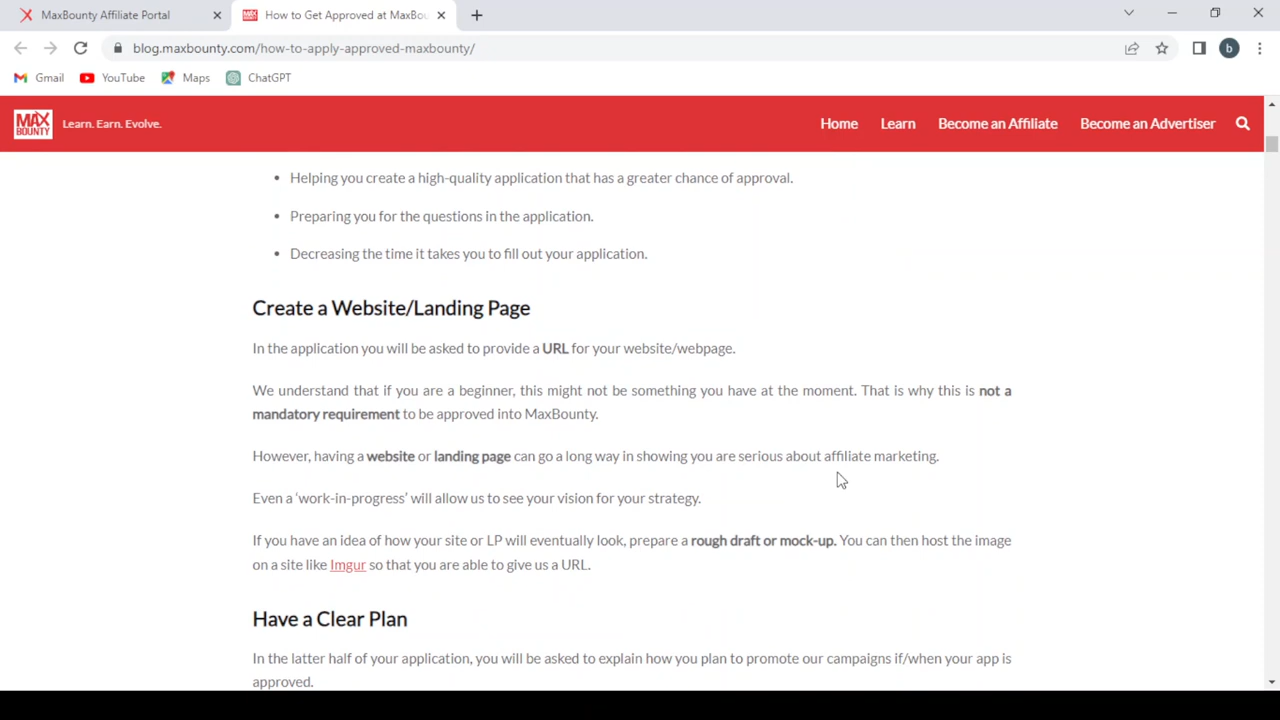 MaxBounty Affiliate Portal
How to Get Approved at MaxBou
blog.maxbounty.com/how-to-apply-approved-maxbounty/
b
Gmail
YouTube
Maps
ChatGPT
MAX BOUNTY
Learn. Earn. Evolve.
Home
Learn
Become an Affiliate
Become an Advertiser
• Helping you create a high-quality application that has a greater chance of approval.
• Preparing you for the questions in the application.
• Decreasing the time it takes you to fill out your application.
Create a Website/Landing Page
In the application you will be asked to provide a URL for your website/webpage.
We understand that if you are a beginner, this might not be something you have at the moment. That is why this is not a
mandatory requirement to be approved into MaxBounty.
However, having a website or landing page can go a long way in showing you are serious about affiliate marketing.
Even a ‘work-in-progress’ will allow us to see your vision for your strategy.
If you have an idea of how your site or LP will eventually look, prepare a rough draft or mock-up. You can then host the image
on a site like Imgur so that you are able to give us a URL.
Have a Clear Plan
In the latter half of your application, you will be asked to explain how you plan to promote our campaigns if/when your app is
approved.